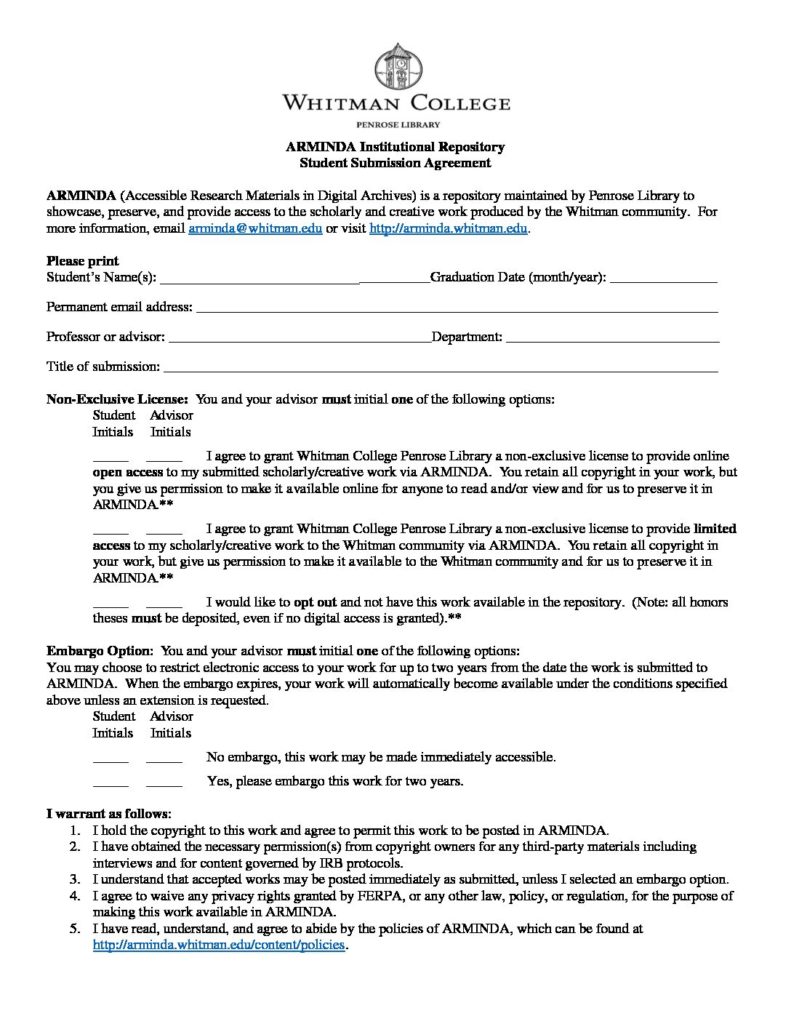 WHITMAN COLLEGE
PENROSE LIBRARY
ARMINDA Institutional Repository
Student Submission Agreement
ARMINDA (Accessible Research Materials in Digital Archives) is a repository maintained by Penrose Library to
showcase, preserve, and provide access to the scholarly and creative work produced by the Whitman community. For
more information, email arminda@whitman.edu or visit http://arminda.whitman.edu.
Please print
Student's Name(s): ______________________________________Graduation Date (month/year): _______________
Permanent email address: ______________________________________________________________________________
Professor or advisor: ______________________________________Department: ______________________________
Title of submission: ______________________________________________________________________________
Non-Exclusive License: You and your advisor must initial one of the following options:
Student Advisor
Initials Initials
_____ _____ I agree to grant Whitman College Penrose Library a non-exclusive license to provide online
open access to my submitted scholarly/creative work via ARMINDA. You retain all copyright in your work, but
you give us permission to make it available online for anyone to read and/or view and for us to preserve it in
ARMINDA.**
_____ _____ I agree to grant Whitman College Penrose Library a non-exclusive license to provide limited
access to my scholarly/creative work to the Whitman community via ARMINDA. You retain all copyright in
your work, but give us permission to make it available to the Whitman community and for us to preserve it in
ARMINDA.**
_____ _____ I would like to opt out and not have this work available in the repository. (Note: all honors
theses must be deposited, even if no digital access is granted).**
Embargo Option: You and your advisor must initial one of the following options:
You may choose to restrict electronic access to your work for up to two years from the date the work is submitted to
ARMINDA. When the embargo expires, your work will automatically become available under the conditions specified
above unless an extension is requested.
Student Advisor
Initials Initials
_____ _____ No embargo, this work may be made immediately accessible.
_____ _____ Yes, please embargo this work for two years.
I warrant as follows:
1. I hold the copyright to this work and agree to permit this work to be posted in ARMINDA.
2. I have obtained the necessary permission(s) from copyright owners for any third-party materials including
interviews and for content governed by IRB protocols.
3. I understand that accepted works may be posted immediately as submitted, unless I selected an embargo option.
4. I agree to waive any privacy rights granted by FERPA, or any other law, policy, or regulation, for the purpose of
making this work available in ARMINDA.
5. I have read, understand, and agree to abide by the policies of ARMINDA, which can be found at
http://arminda.whitman.edu/content/policies.